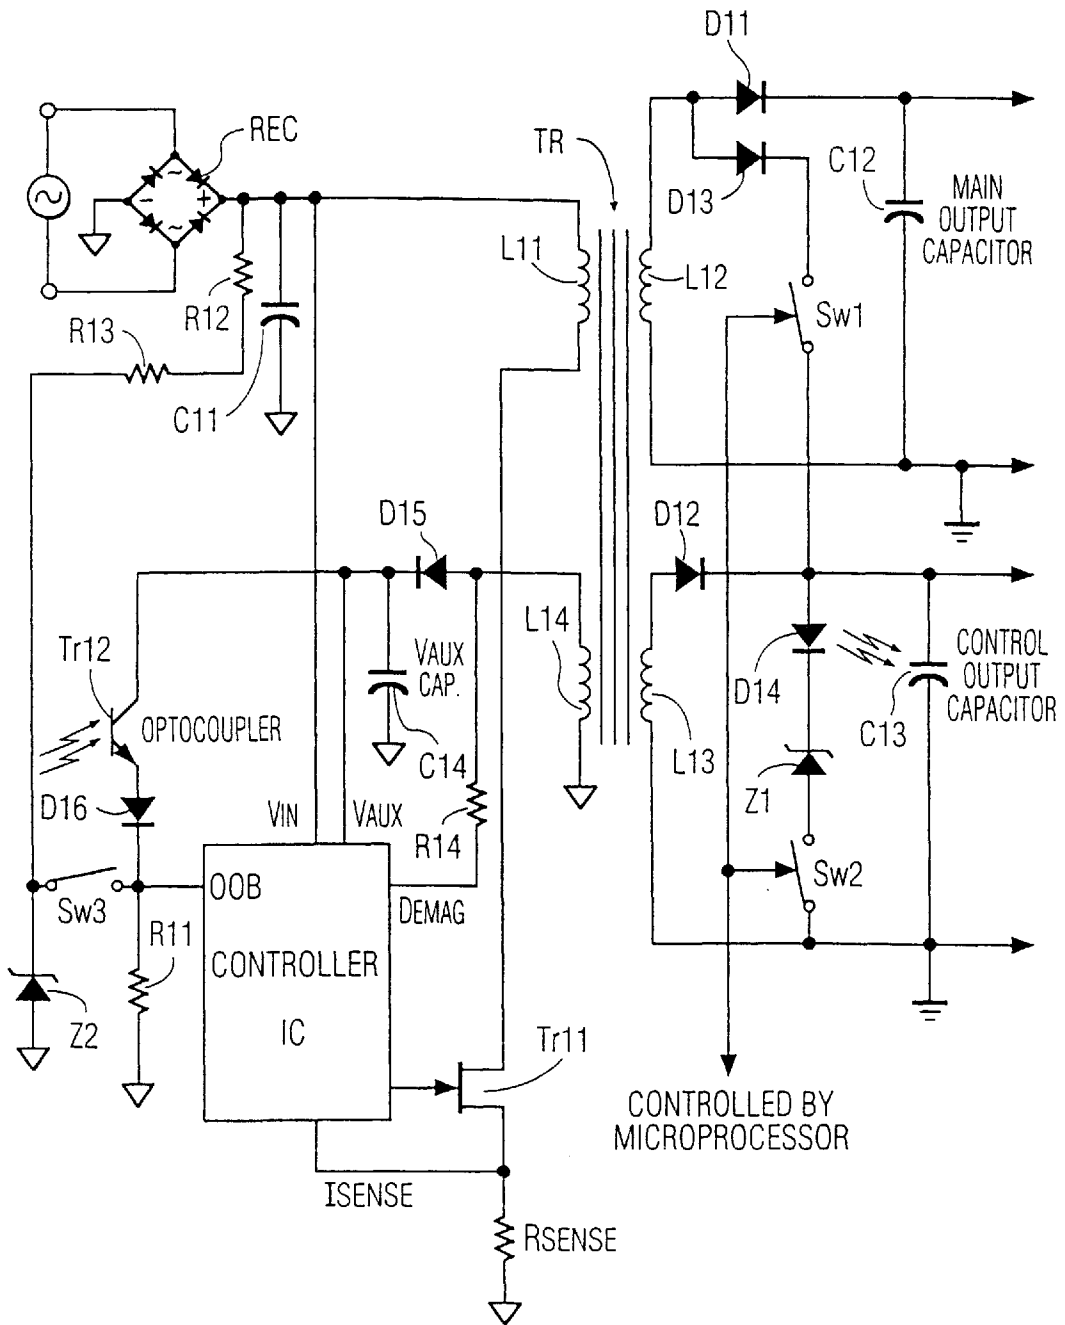 D11
REC
TR
D13
C12
MAIN
OUTPUT
CAPACITOR
+
~
~
−
L11
L12
R12
R13
Sw1
C11
D15
D12
Tr12
L14
VAUX
CAP.
D14
CONTROL
OUTPUT
CAPACITOR
OPTOCOUPLER
C13
C14
L13
D16
VIN
VAUX
R14
Z1
OOB
Sw2
Sw3
DEMAG
R11
CONTROLLER
IC
Z2
Tr11
CONTROLLED BY
MICROPROCESSOR
ISENSE
RSENSE